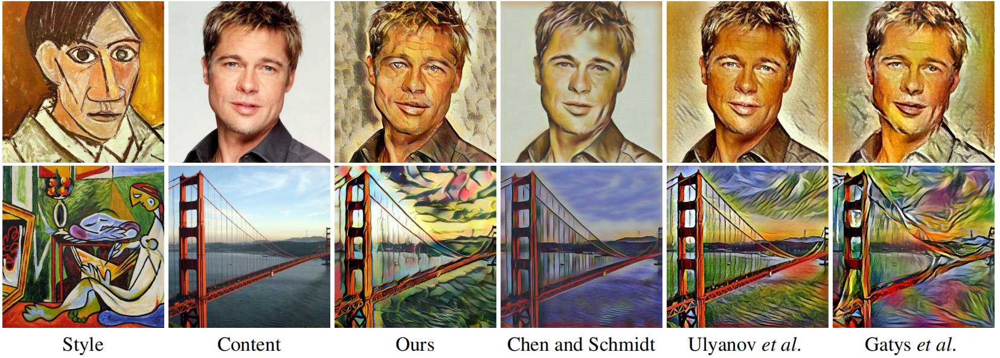 Style Content Ours Chen and Schmidt Ulyanov et al. Gatys et al.